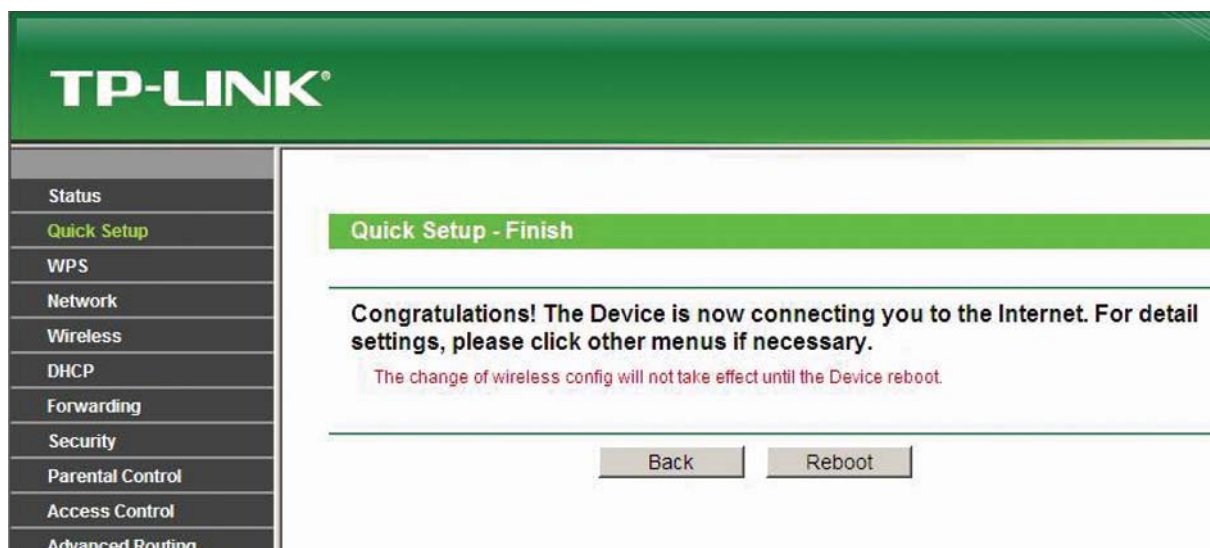 TP-LINK®
Status
Quick Setup
WPS
Network
Wireless
DHCP
Forwarding
Security
Parental Control
Access Control
Advanced Routing
Quick Setup - Finish
Congratulations! The Device is now connecting you to the Internet. For detail
settings, please click other menus if necessary.
The change of wireless config will not take effect until the Device reboot.
Back Reboot